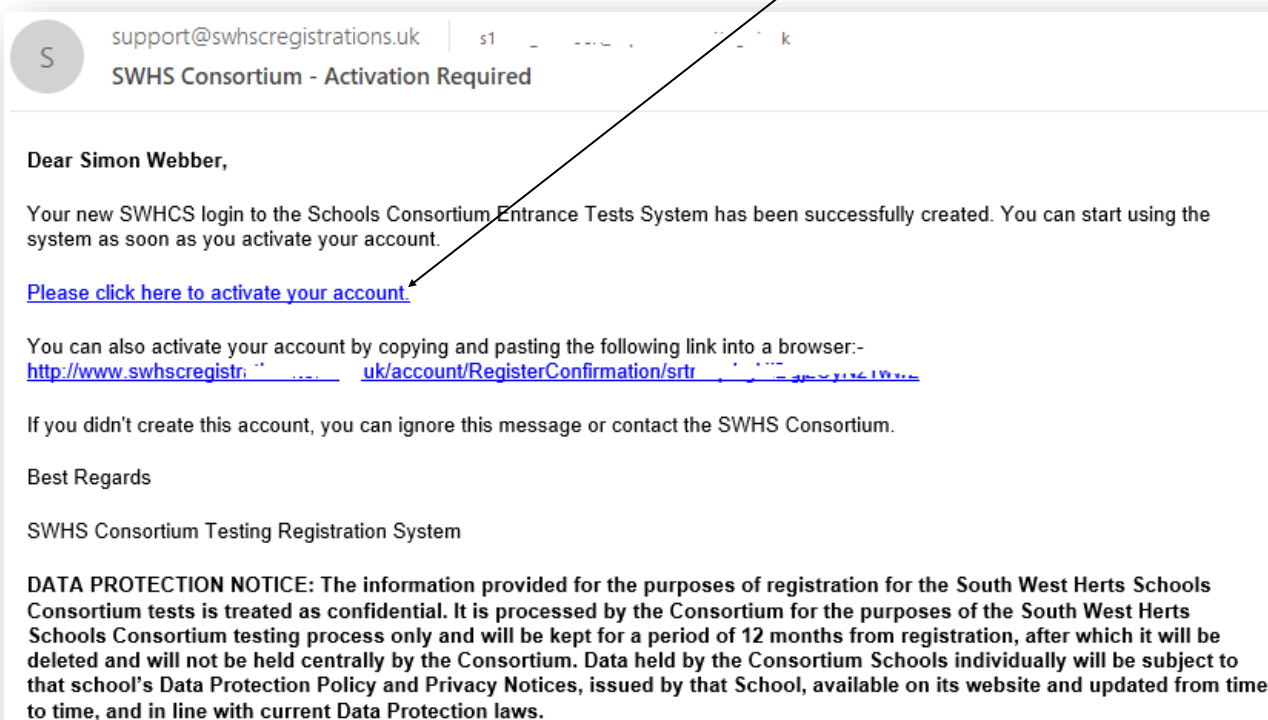 S
support@swhscregistrations.uk
SWHS Consortium - Activation Required
Dear Simon Webber,
Your new SWHCS login to the Schools Consortium Entrance Tests System has been successfully created. You can start using the
system as soon as you activate your account.
Please click here to activate your account.
You can also activate your account by copying and pasting the following link into a browser:-
http://www.swhscregistr uk/account/RegisterConfirmation/srtr
If you didn't create this account, you can ignore this message or contact the SWHS Consortium.
Best Regards
SWHS Consortium Testing Registration System
DATA PROTECTION NOTICE: The information provided for the purposes of registration for the South West Herts Schools
Consortium tests is treated as confidential. It is processed by the Consortium for the purposes of the South West Herts
Schools Consortium testing process only and will be kept for a period of 12 months from registration, after which it will be
deleted and will not be held centrally by the Consortium. Data held by the Consortium Schools individually will be subject to
that school's Data Protection Policy and Privacy Notices, issued by that School, available on its website and updated from time
to time, and in line with current Data Protection laws.